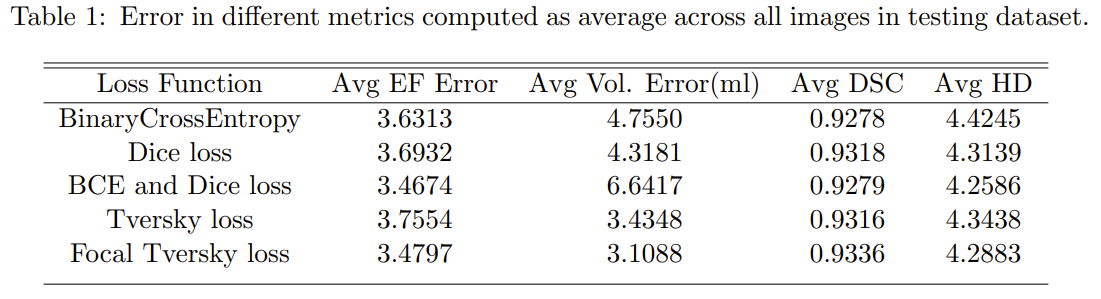 Table 1: Error in different metrics computed as average across all images in testing dataset.
Loss Function Avg EF Error Avg Vol. Error(ml) Avg DSC Avg HD
BinaryCrossEntropy 3.6313 4.7550 0.9278 4.4245
Dice loss 3.6932 4.3181 0.9318 4.3139
BCE and Dice loss 3.4674 6.6417 0.9279 4.2586
Tversky loss 3.7554 3.4348 0.9316 4.3438
Focal Tversky loss 3.4797 3.1088 0.9336 4.2883